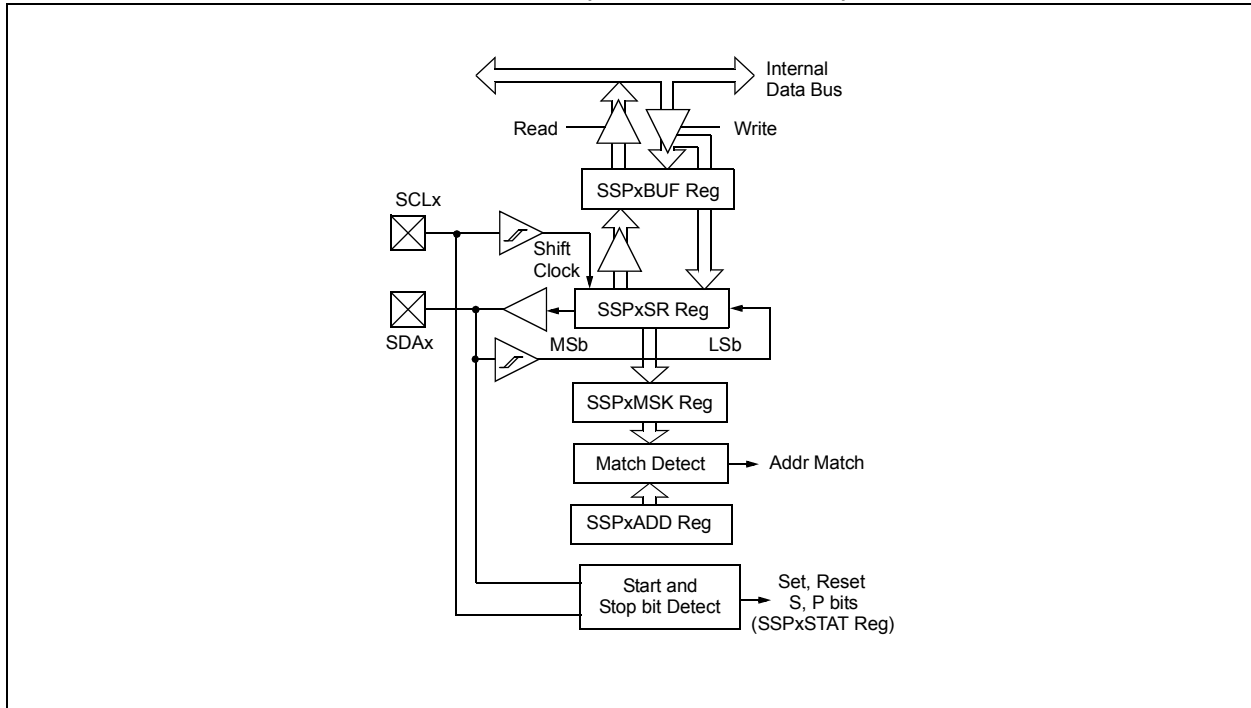 Internal
Data Bus
Read
Write
SSPxBUF Reg
SCLx
Shift
Clock
SSPxSR Reg
SDAx
MSb
LSb
SSPxMSK Reg
Match Detect
Addr Match
SSPxADD Reg
Start and
Stop bit Detect
Set, Reset
S, P bits
(SSPxSTAT Reg)